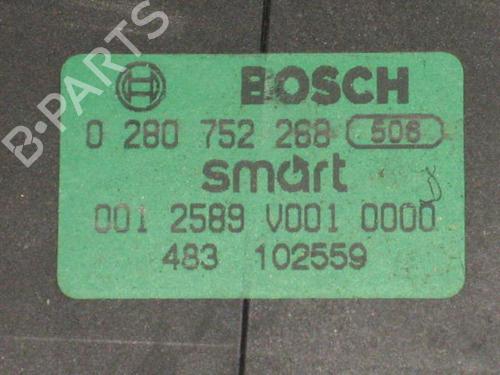 B-PARTS
BOSCH
0 280 752 268 506
smart
001 2589 V001 0000
483 102559